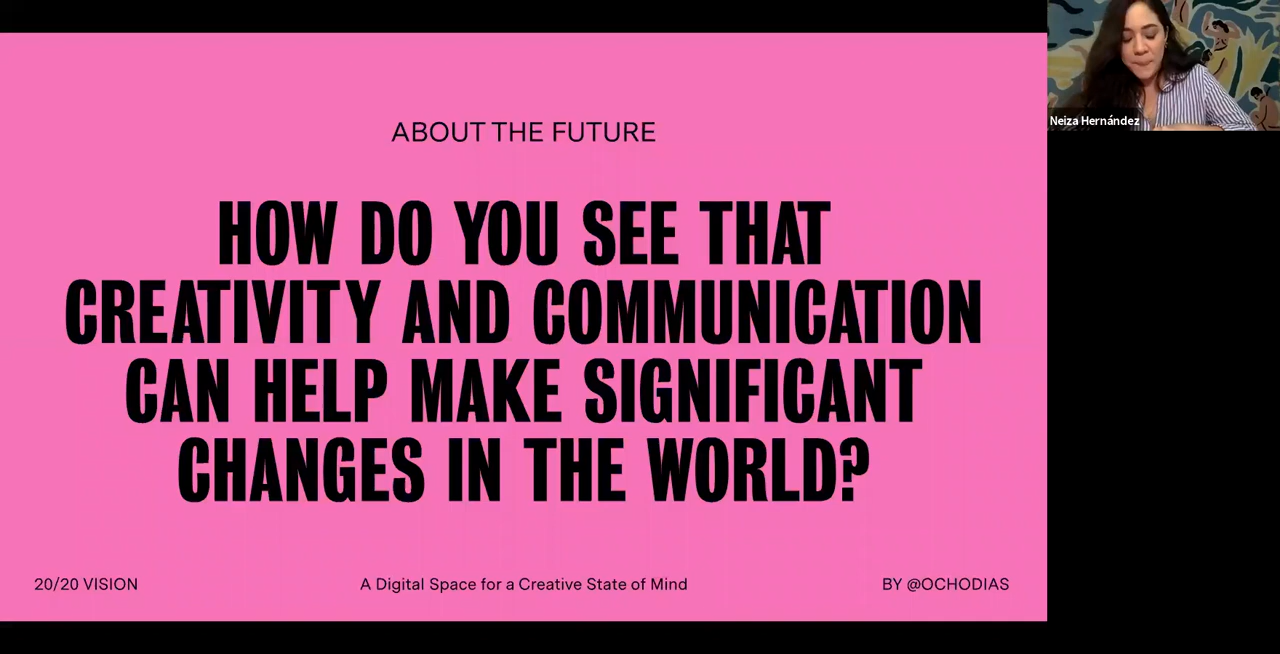 ABOUT THE FUTURE
HOW DO YOU SEE THAT
CREATIVITY AND COMMUNICATION
CAN HELP MAKE SIGNIFICANT
CHANGES IN THE WORLD?
20/20 VISION
A Digital Space for a Creative State of Mind
BY @OCHODIAS
Neiza Hernández